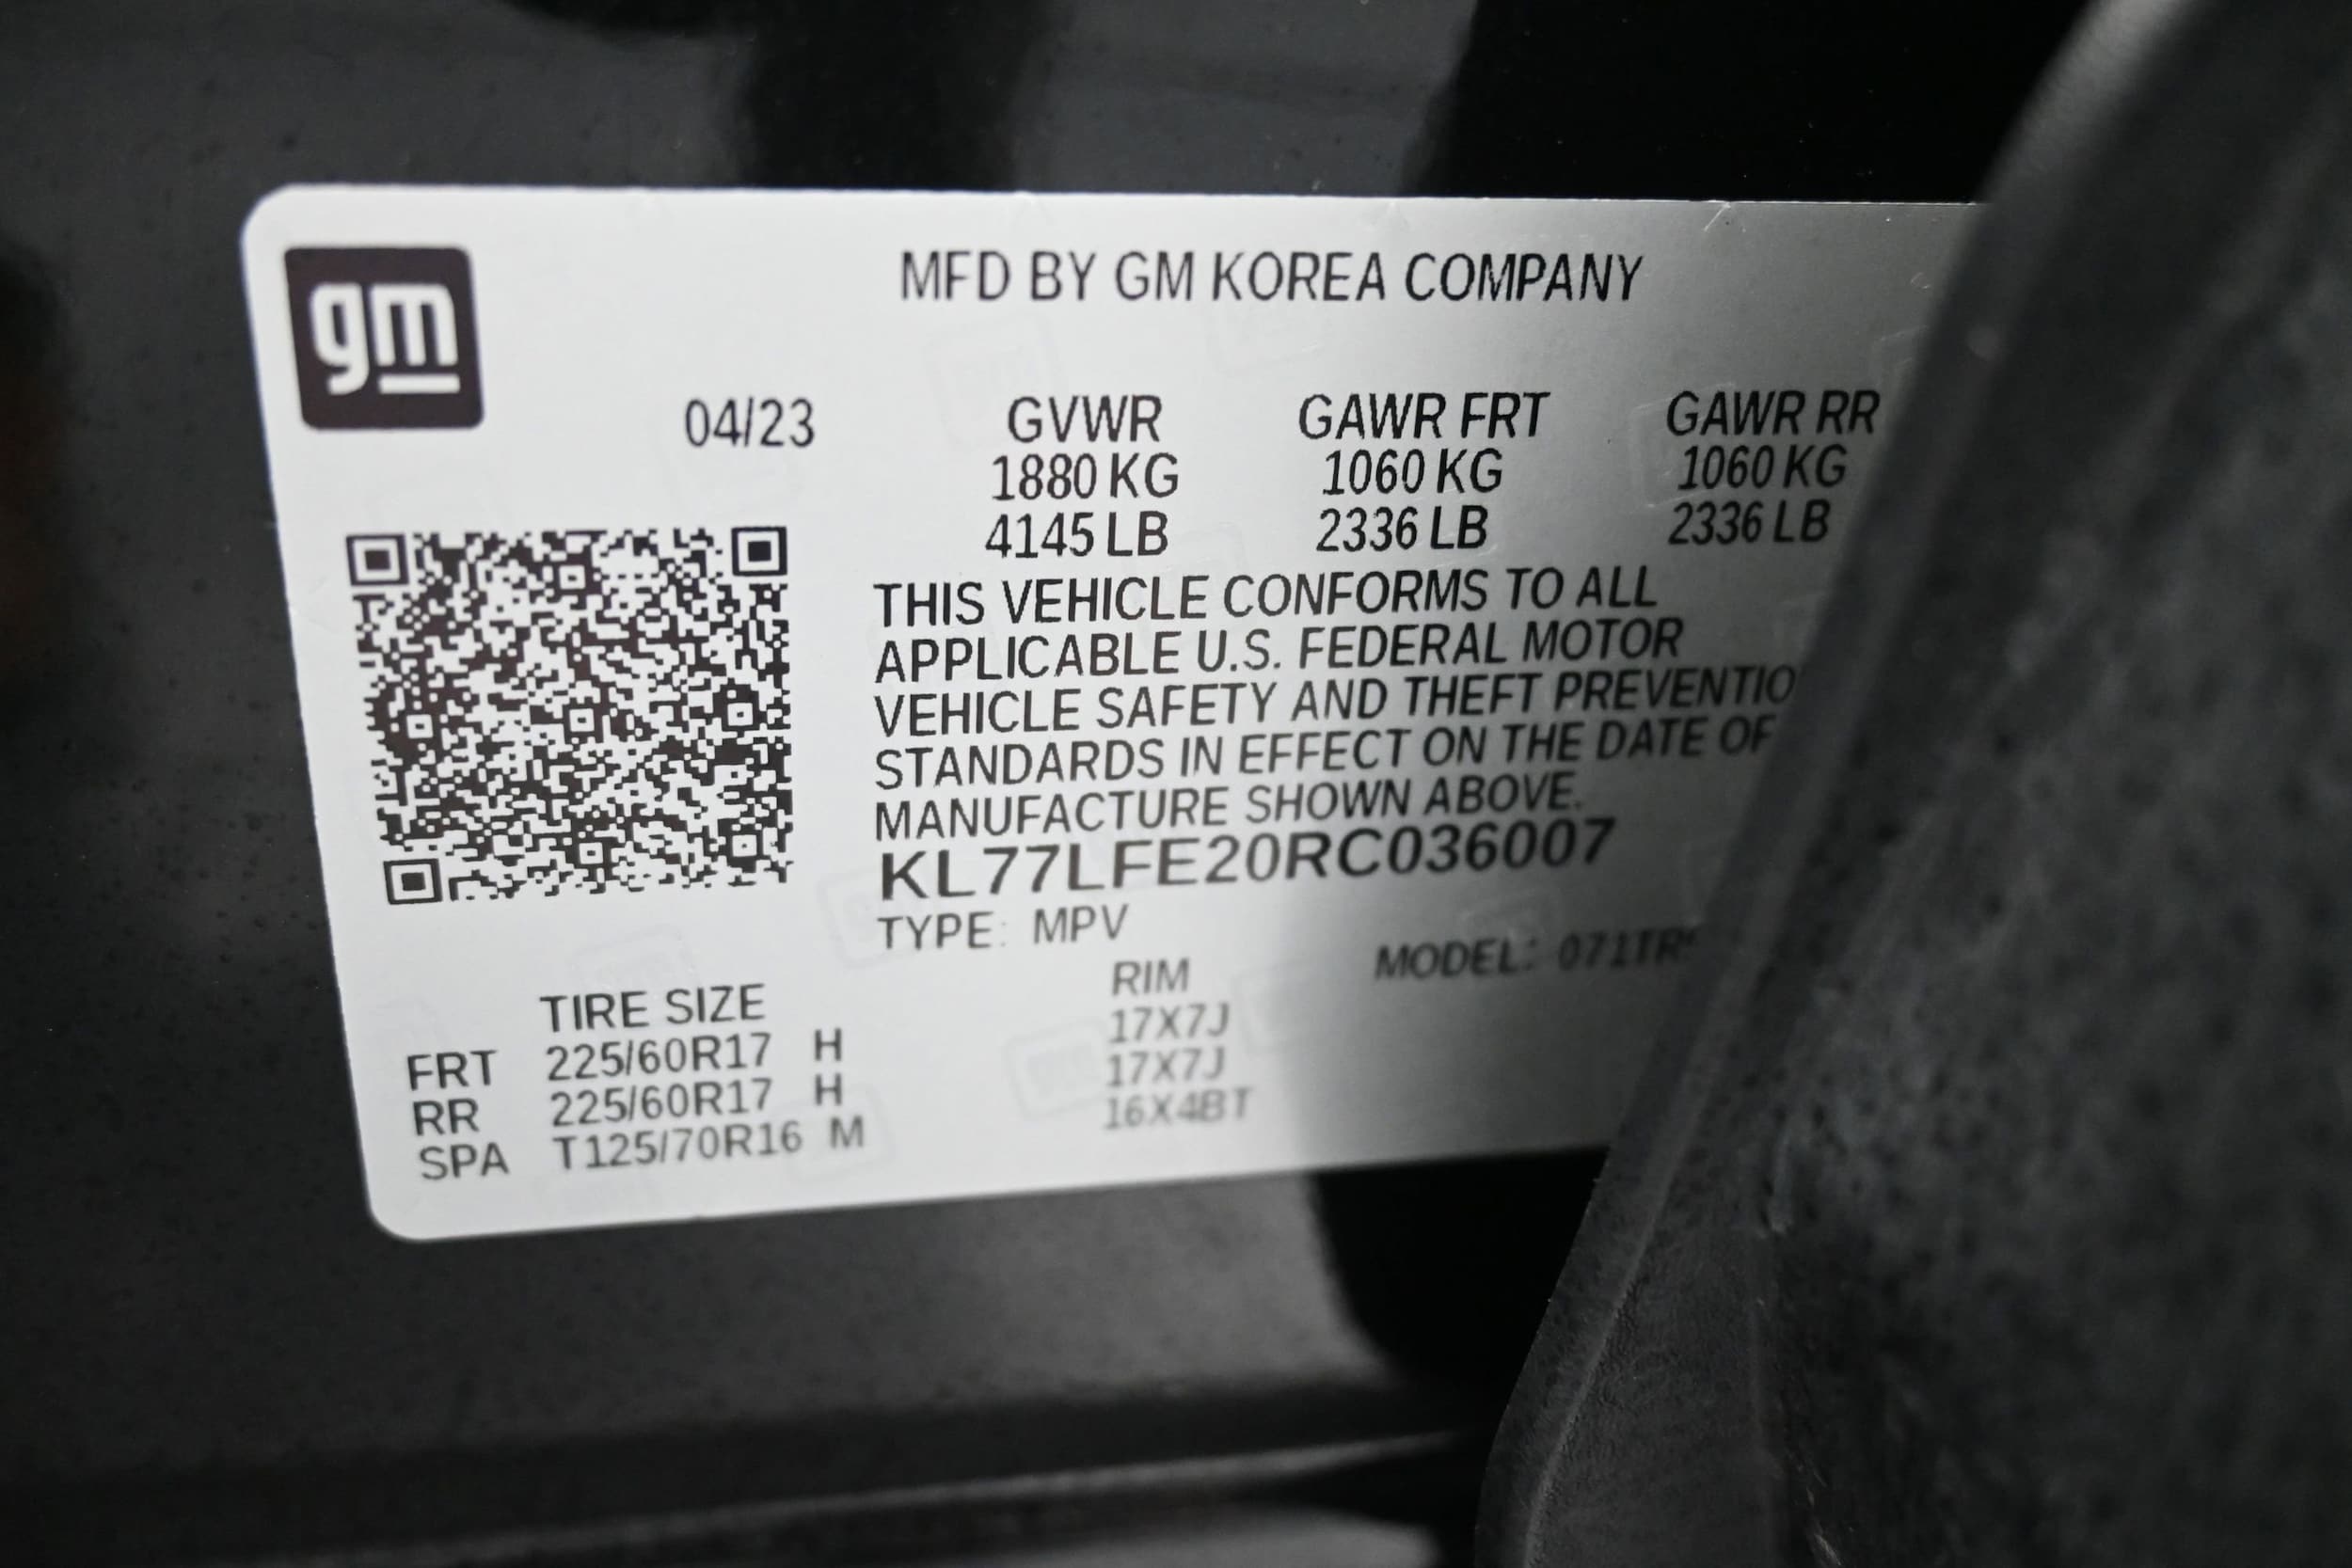 gm
MFD BY GM KOREA COMPANY
04/23 GVWR GAWR FRT GAWR RR
1880 KG 1060 KG 1060 KG
4145 LB 2336 LB 2336 LB
THIS VEHICLE CONFORMS TO ALL
APPLICABLE U.S. FEDERAL MOTOR
VEHICLE SAFETY AND THEFT PREVENTIO
STANDARDS IN EFFECT ON THE DATE OF
MANUFACTURE SHOWN ABOVE.
KL77LFE20RC036007
TYPE: MPV MODEL:
TIRE SIZE RIM
FRT 225/60R17 H 17X7J
RR 225/60R17 H 17X7J
SPA T125/70R16 M 16X4BT